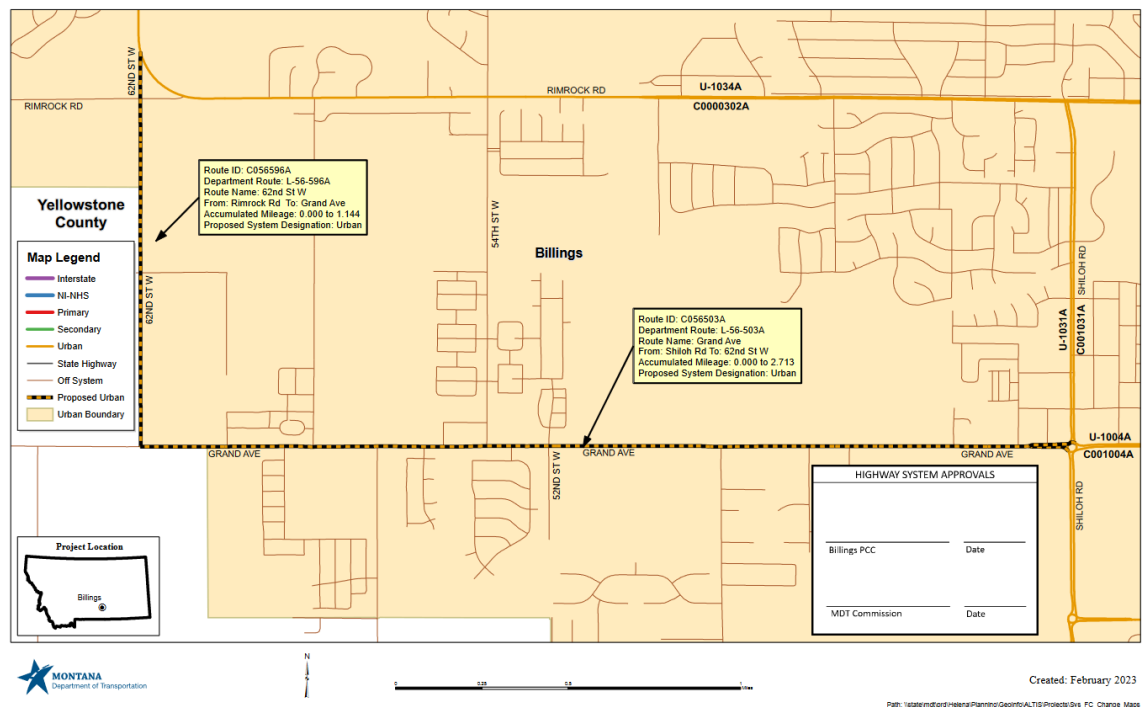 62ND ST W
RIMROCK RD
RIMROCK RD
U-1034A
C0000302A
Route ID: C056596A
Department Route: L-56-596A
Route Name: 62nd St W
From: Rimrock Rd To: Grand Ave
Accumulated Mileage: 0.000 to 1.144
Proposed System Designation: Urban
Yellowstone
County
54TH ST W
Billings
SHILOH RD
Map Legend
Interstate
NI-NHS
Primary
Secondary
Urban
State Highway
Off System
Proposed Urban
Urban Boundary
62ND ST W
Route ID: C056503A
Department Route: L-56-503A
Route Name: Grand Ave
From: Shiloh Rd To: 62nd St W
Accumulated Mileage: 0.000 to 2.713
Proposed System Designation: Urban
U-1031A
C001031A
U-1004A
C001004A
GRAND AVE
GRAND AVE
GRAND AVE
52ND ST W
SHILOH RD
HIGHWAY SYSTEM APPROVALS
Billings PCC
Date
MDT Commission
Date
Project Location
Billings
MONTANA
Department of Transportation
N
0
0.25
0.5
1
Created: February 2023